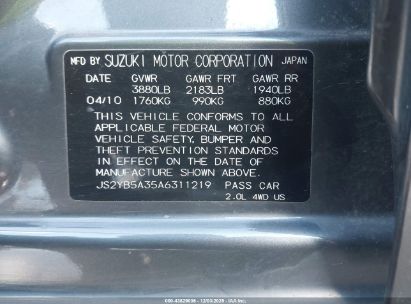 MFD BY SUZUKI MOTOR CORPORATION JAPAN
DATE GVWR GAWR FRT GAWR RR
3880LB 2183LB 1940LB
04/10 1760KG 990KG 880KG
THIS VEHICLE CONFORMS TO ALL
APPLICABLE FEDERAL MOTOR
VEHICLE SAFETY, BUMPER AND
THEFT PREVENTION STANDARDS
IN EFFECT ON THE DATE OF
MANUFACTURE SHOWN ABOVE.
JS2YB5A35A6311219 PASS CAR
2.0L 4WD US